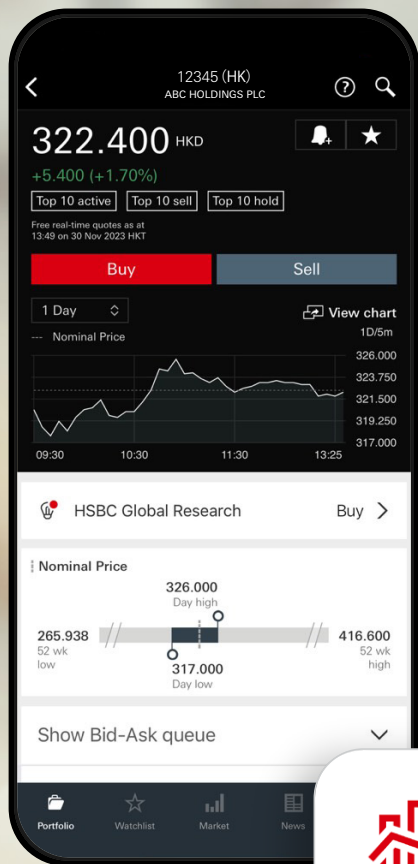 12345 (HK)
ABC HOLDINGS PLC
322.400 HKD
+5.400 (+1.70%)
Top 10 active Top 10 sell Top 10 hold
Free real-time quotes as at
13:49 on 30 Nov 2023 HKT
Buy Sell
1 Day View chart
--- Nominal Price 1D/5m
326.000
323.750
321.500
319.250
317.000
09:30 10:30 11:30 13:25
HSBC Global Research Buy
Nominal Price
326.000
Day high
265.938 416.600
52 wk 52 wk
low high
317.000
Day low
Show Bid-Ask queue
Portfolio Watchlist Market News